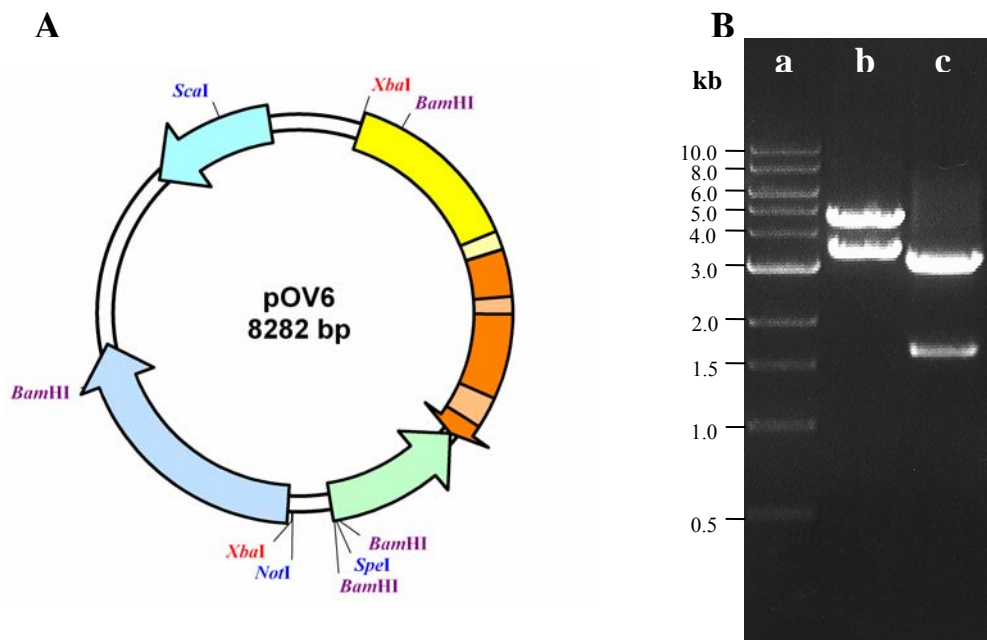 A
ScaI
XbaI
BamHI
pOV6
8282 bp
BamHI
XbaI
NotI
BamHI
SpeI
BamHI
B
kb
a b c
10.0
8.0
6.0
5.0
4.0
3.0
2.0
1.5
1.0
0.5